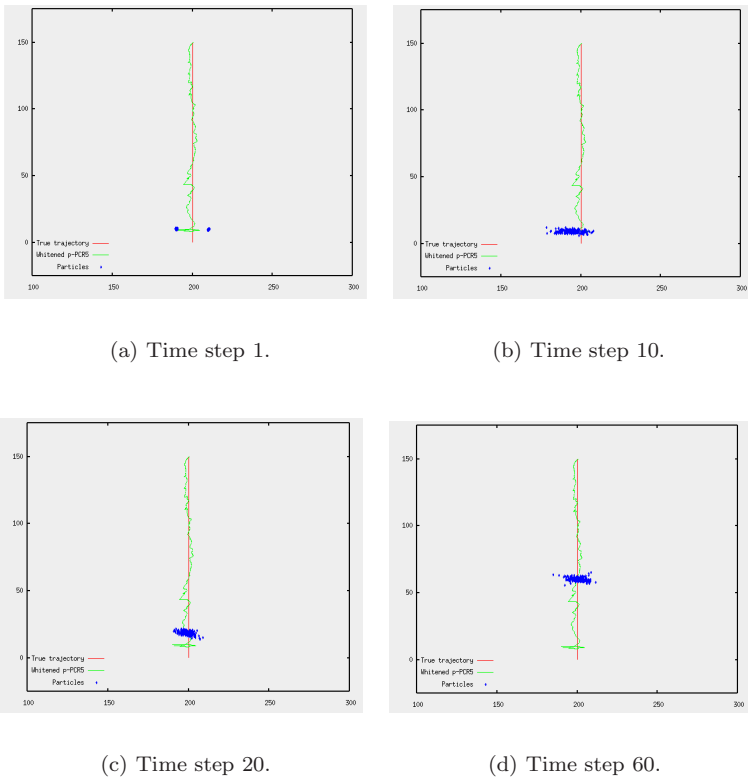 150
100
50
0
True trajectory
Whitened p-PCR5
Particles
100 150 200 250 300
(a) Time step 1.
150
100
50
0
True trajectory
Whitened p-PCR5
Particles
100 150 200 250 300
(b) Time step 10.
150
100
50
0
True trajectory
Whitened p-PCR5
Particles
100 150 200 250 300
(c) Time step 20.
150
100
50
0
True trajectory
Whitened p-PCR5
Particles
100 150 200 250 300
(d) Time step 60.